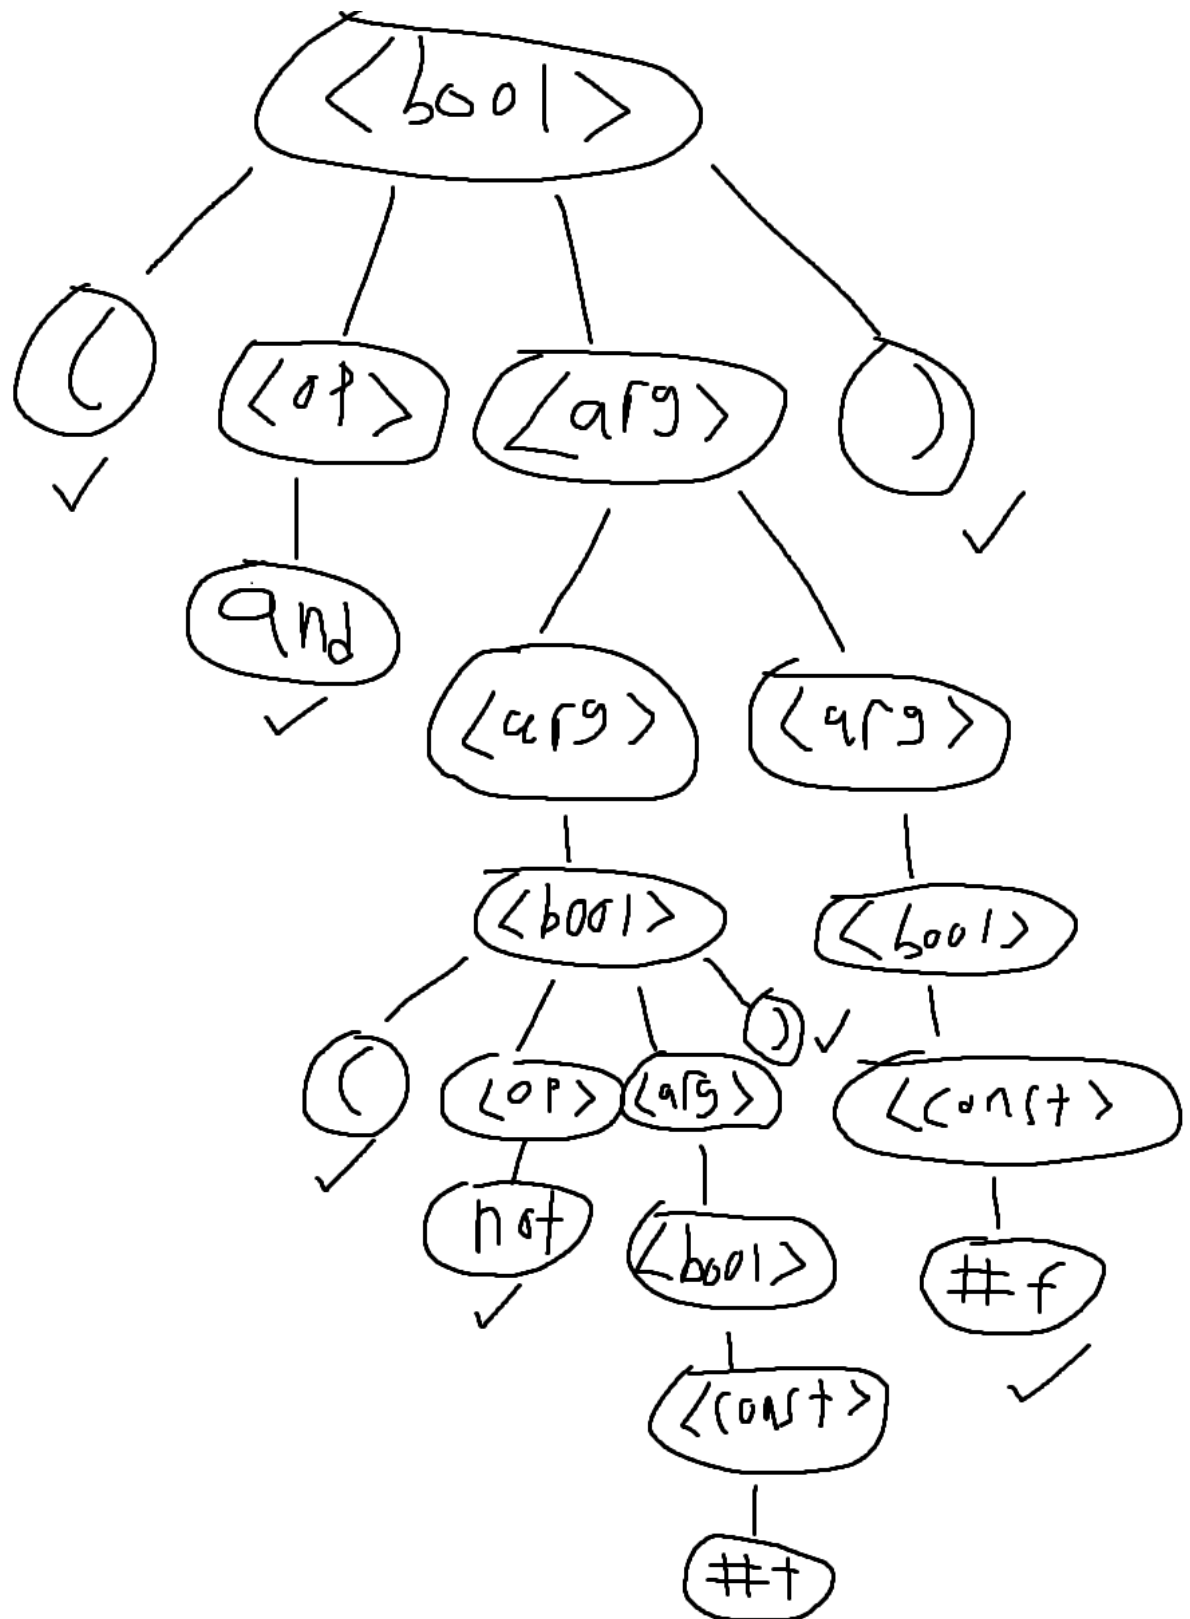 <bool>
( <op> <arg> )
and
<arg> <arg>
<bool> <bool>
( <op> <arg> ) <const>
not <bool> #f
<const>
#t